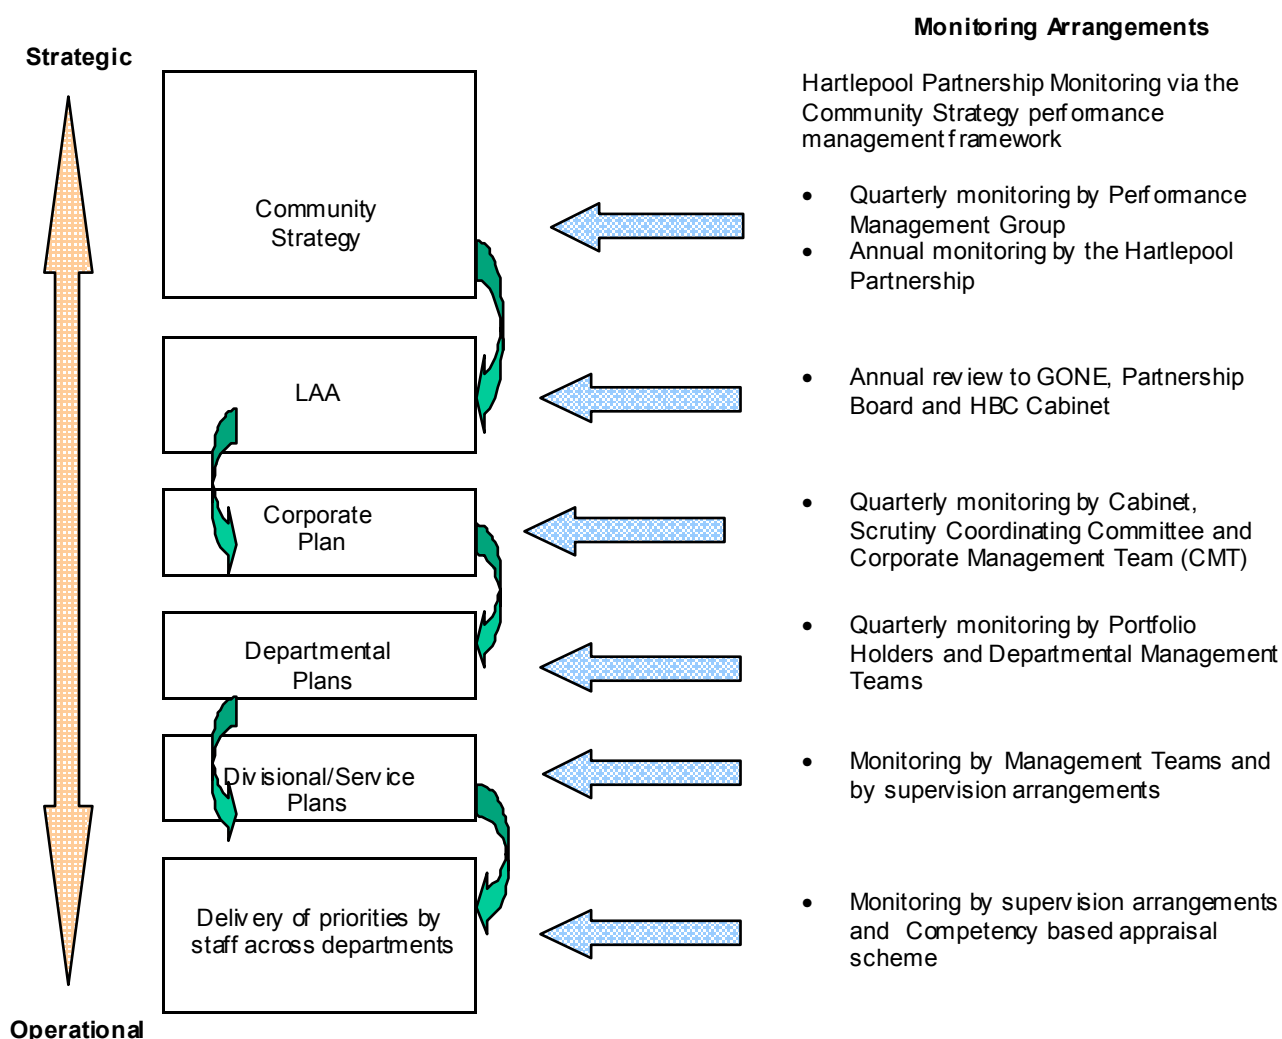 Monitoring Arrangements
Strategic
Hartlepool Partnership Monitoring via the
Community Strategy performance
management framework
Community
Strategy
• Quarterly monitoring by Performance
Management Group
• Annual monitoring by the Hartlepool
Partnership
LAA
• Annual review to GONE, Partnership
Board and HBC Cabinet
Corporate
Plan
• Quarterly monitoring by Cabinet,
Scrutiny Coordinating Committee and
Corporate Management Team (CMT)
Departmental
Plans
• Quarterly monitoring by Portfolio
Holders and Departmental Management
Teams
Divisional/Service
Plans
• Monitoring by Management Teams and
by supervision arrangements
Delivery of priorities by
staff across departments
• Monitoring by supervision arrangements
and Competency based appraisal
scheme
Operational